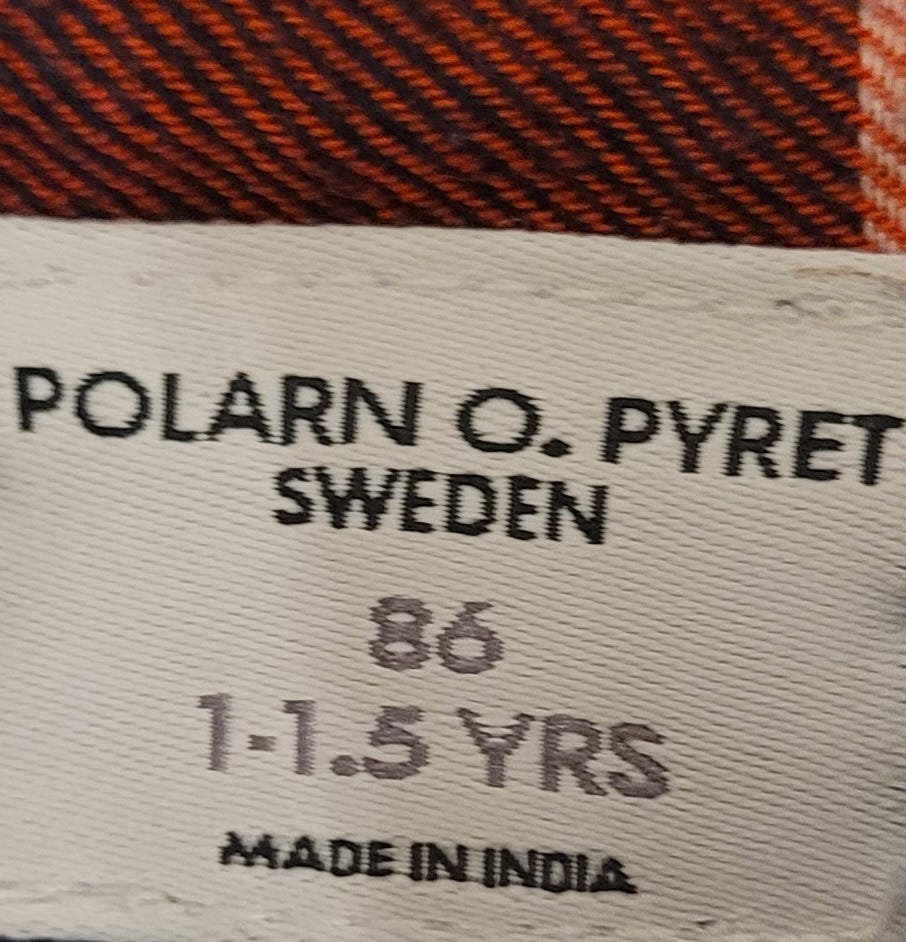 POLARN O. PYRET
SWEDEN
86
1-1.5 YRS
MADE IN INDIA